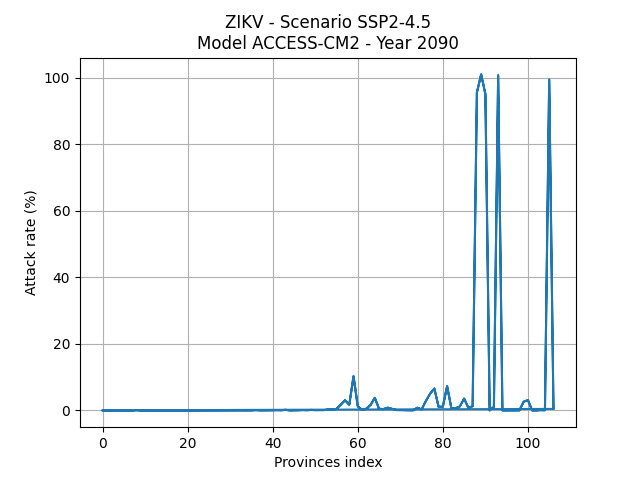 ZIKV - Scenario SSP2-4.5
Model ACCESS-CM2 - Year 2090
100
80
60
40
20
0
Attack rate (%)
0 20 40 60 80 100
Provinces index